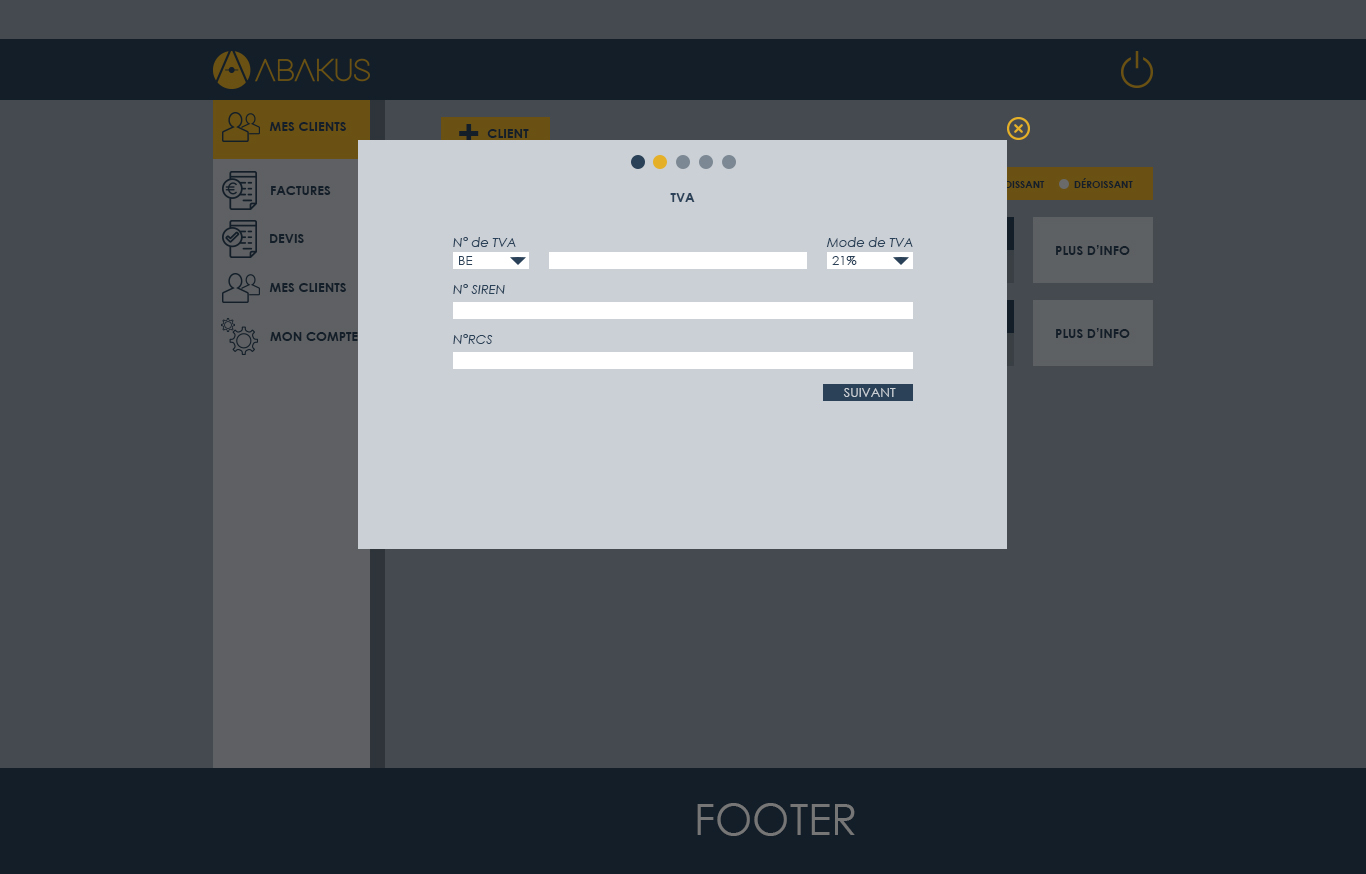 ABAKUS
MES CLIENTS
FACTURES
DEVIS
MES CLIENTS
MON COMPTE
CLIENT
DÉROISSANT
PLUS D'INFO
PLUS D'INFO
TVA
N° de TVA
Mode de TVA
BE
21%
N° SIREN
N°RCS
SUIVANT
FOOTER